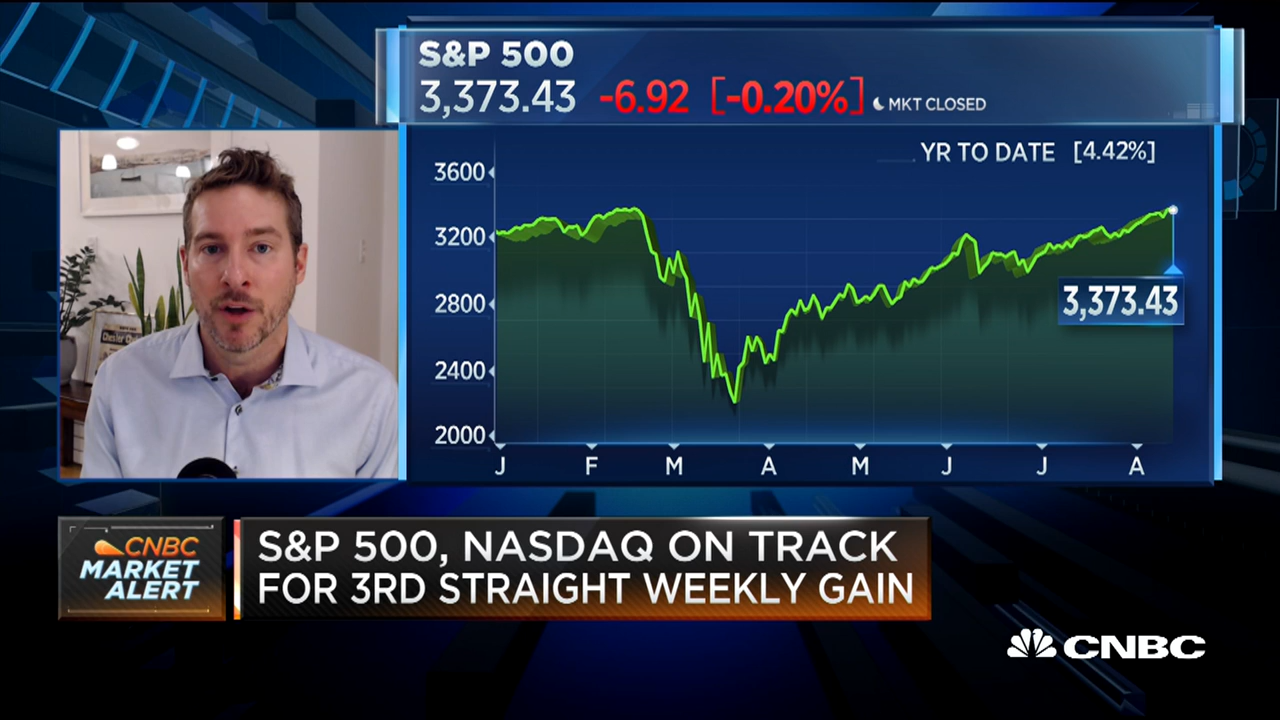 S&P 500
3,373.43 -6.92 [-0.20%] MKT CLOSED
YR TO DATE [4.42%]
3600
3200
2800
2400
2000
3,373.43
J F M A M J J A
CNBC
MARKET
ALERT
S&P 500, NASDAQ ON TRACK
FOR 3RD STRAIGHT WEEKLY GAIN
CNBC